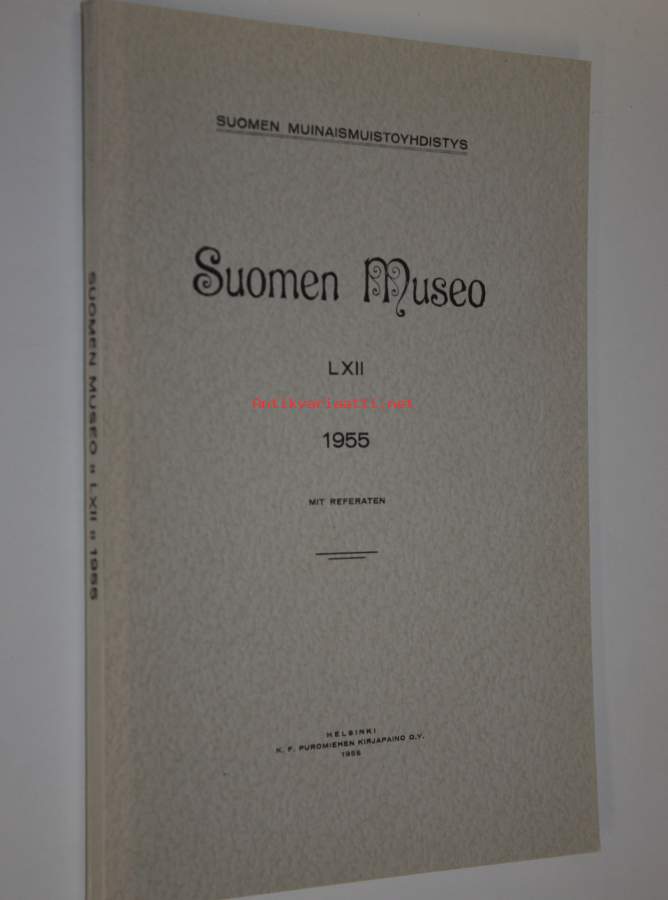 SUOMEN MUINAISMUISTOYHDISTYS
Suomen Museo
LXII
Antikvariaatti.net
1955
MIT REFERATEN
HELSINKI
K. F. PUROMIEHEN KIRJAPAINO O.Y.
1956
SUOMEN MUSEO :: LXII :: 1955